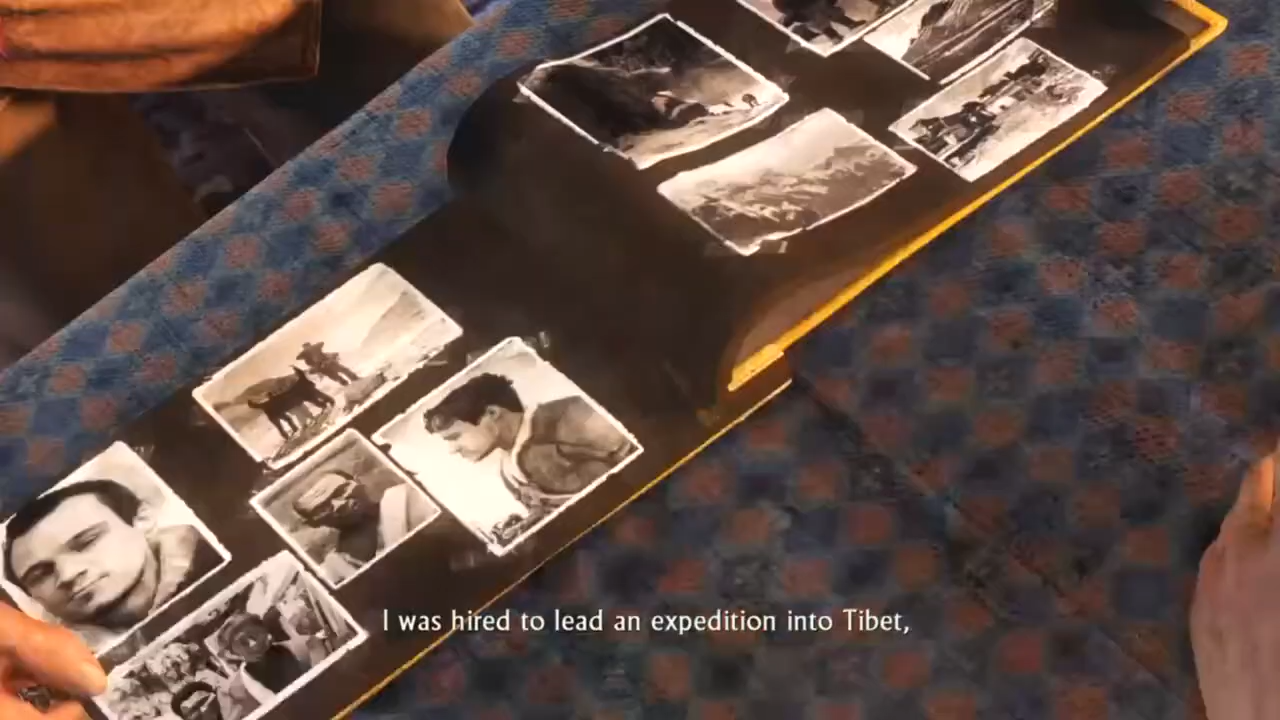 I was hired to lead an expedition into Tibet,